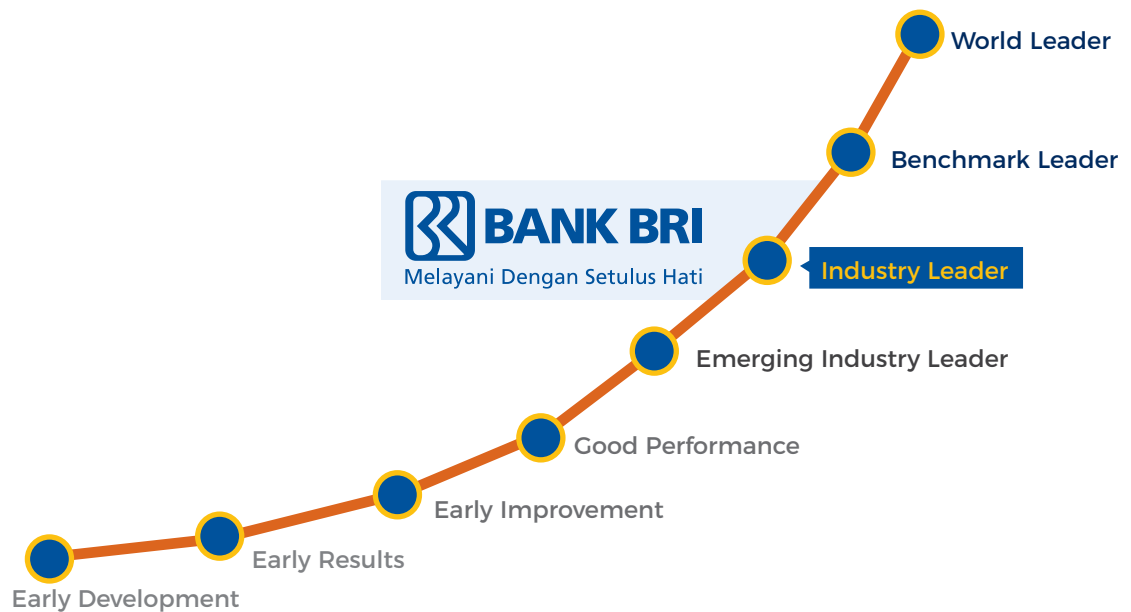 World Leader
Benchmark Leader
BANK BRI
Melayani Dengan Setulus Hati
Industry Leader
Emerging Industry Leader
Good Performance
Early Improvement
Early Results
Early Development